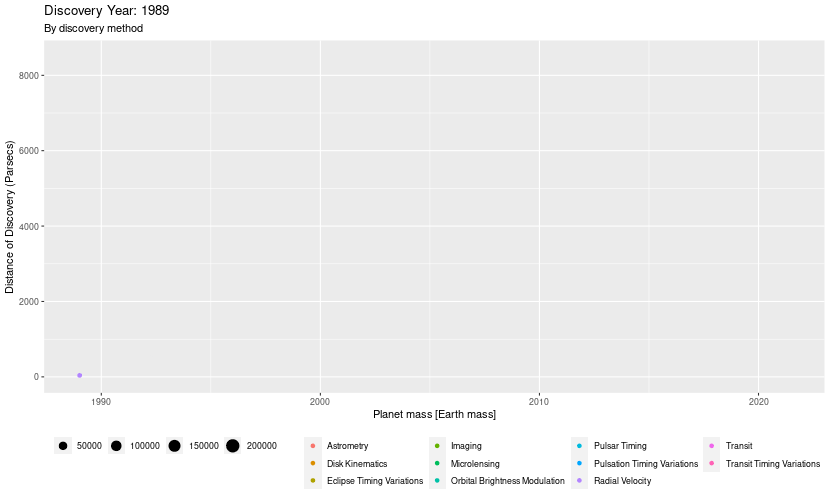 Discovery Year: 1989
By discovery method
8000
6000
4000
2000
0
Distance of Discovery (Parsecs)
1990 2000 2010 2020
Planet mass [Earth mass]
50000 100000 150000 200000
Astrometry Imaging Pulsar Timing Transit
Disk Kinematics Microlensing Pulsation Timing Variations Transit Timing Variations
Eclipse Timing Variations Orbital Brightness Modulation Radial Velocity